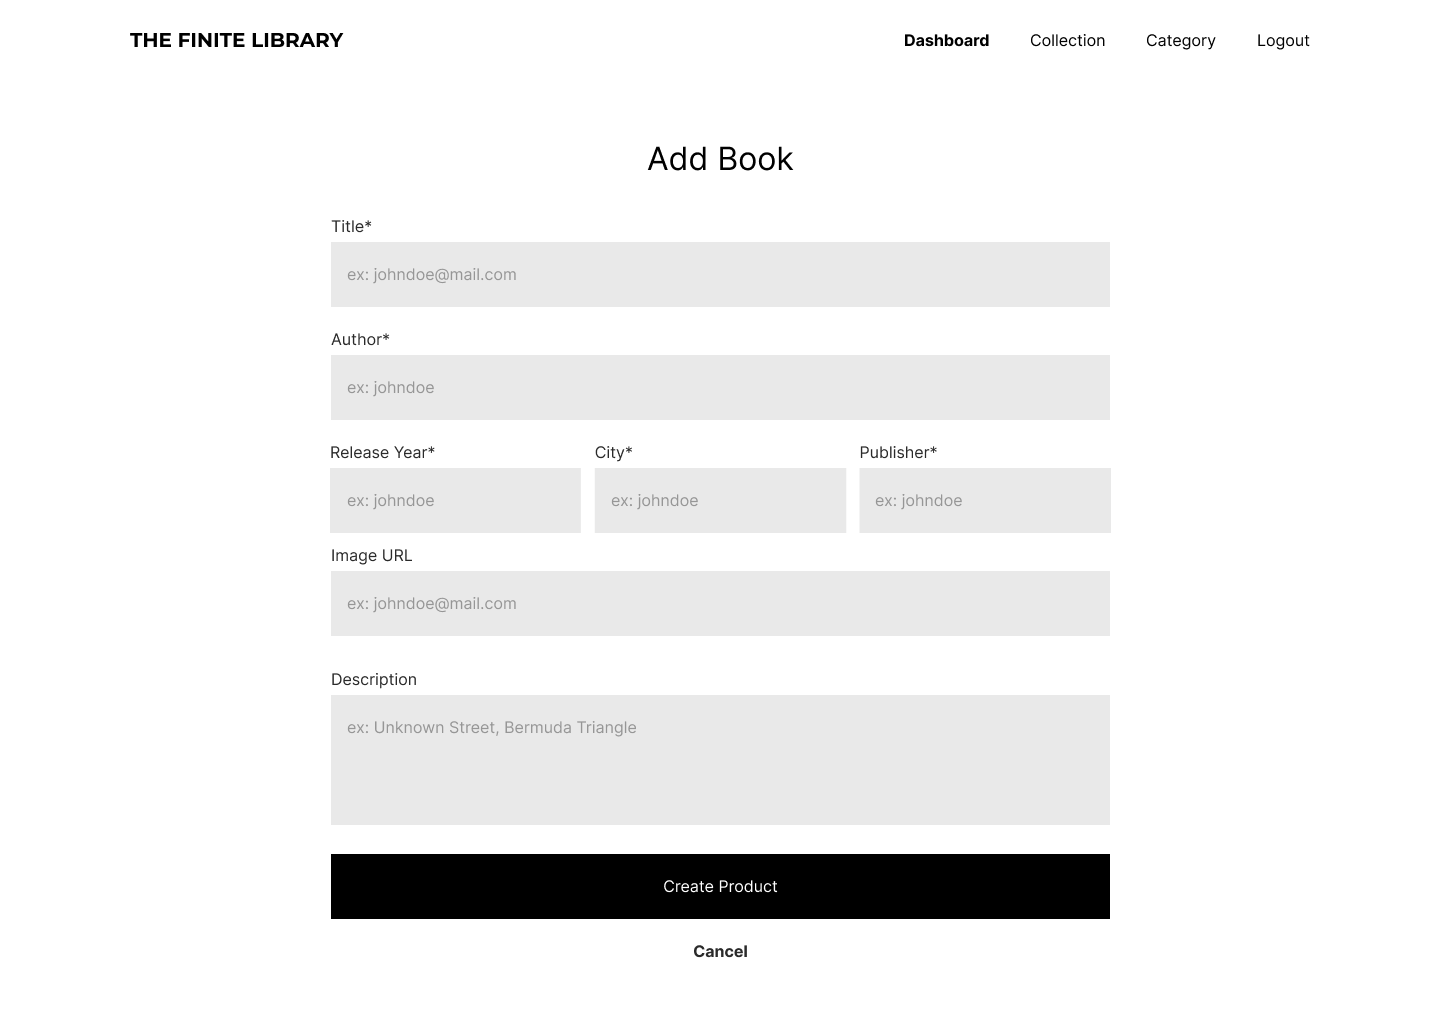 THE FINITE LIBRARY
Dashboard Collection Category Logout
Add Book
Title*
ex: johndoe@mail.com
Author*
ex: johndoe
Release Year* City* Publisher*
ex: johndoe ex: johndoe ex: johndoe
Image URL
ex: johndoe@mail.com
Description
ex: Unknown Street, Bermuda Triangle
Create Product
Cancel